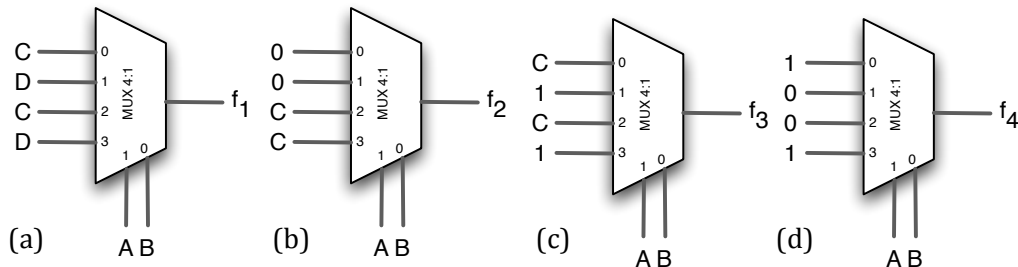 C 0
D 1
C 2
D 3
MUX 4:1
1 0
f1
A B
(a)
0 0
0 1
C 2
C 3
MUX 4:1
1 0
f2
A B
(b)
C 0
1 1
C 2
1 3
MUX 4:1
1 0
f3
A B
(c)
1 0
0 1
0 2
1 3
MUX 4:1
1 0
f4
A B
(d)